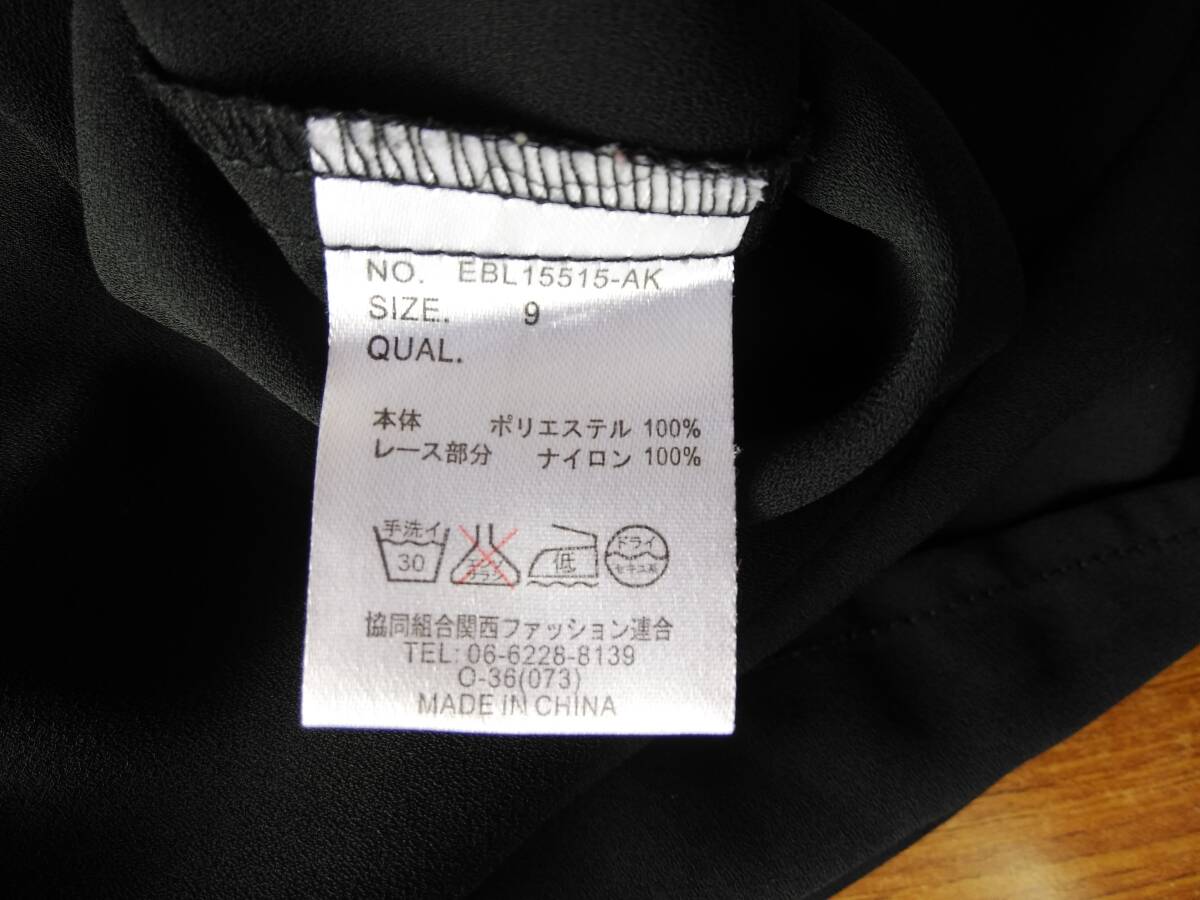 NO. EBL15515-AK
SIZE. 9
QUAL.
本体 ポリエステル 100%
レース部分 ナイロン 100%
手洗イ
30
低
ドライ
セキユ系
協同組合関西ファッション連合
TEL: 06-6228-8139
O-36(073)
MADE IN CHINA